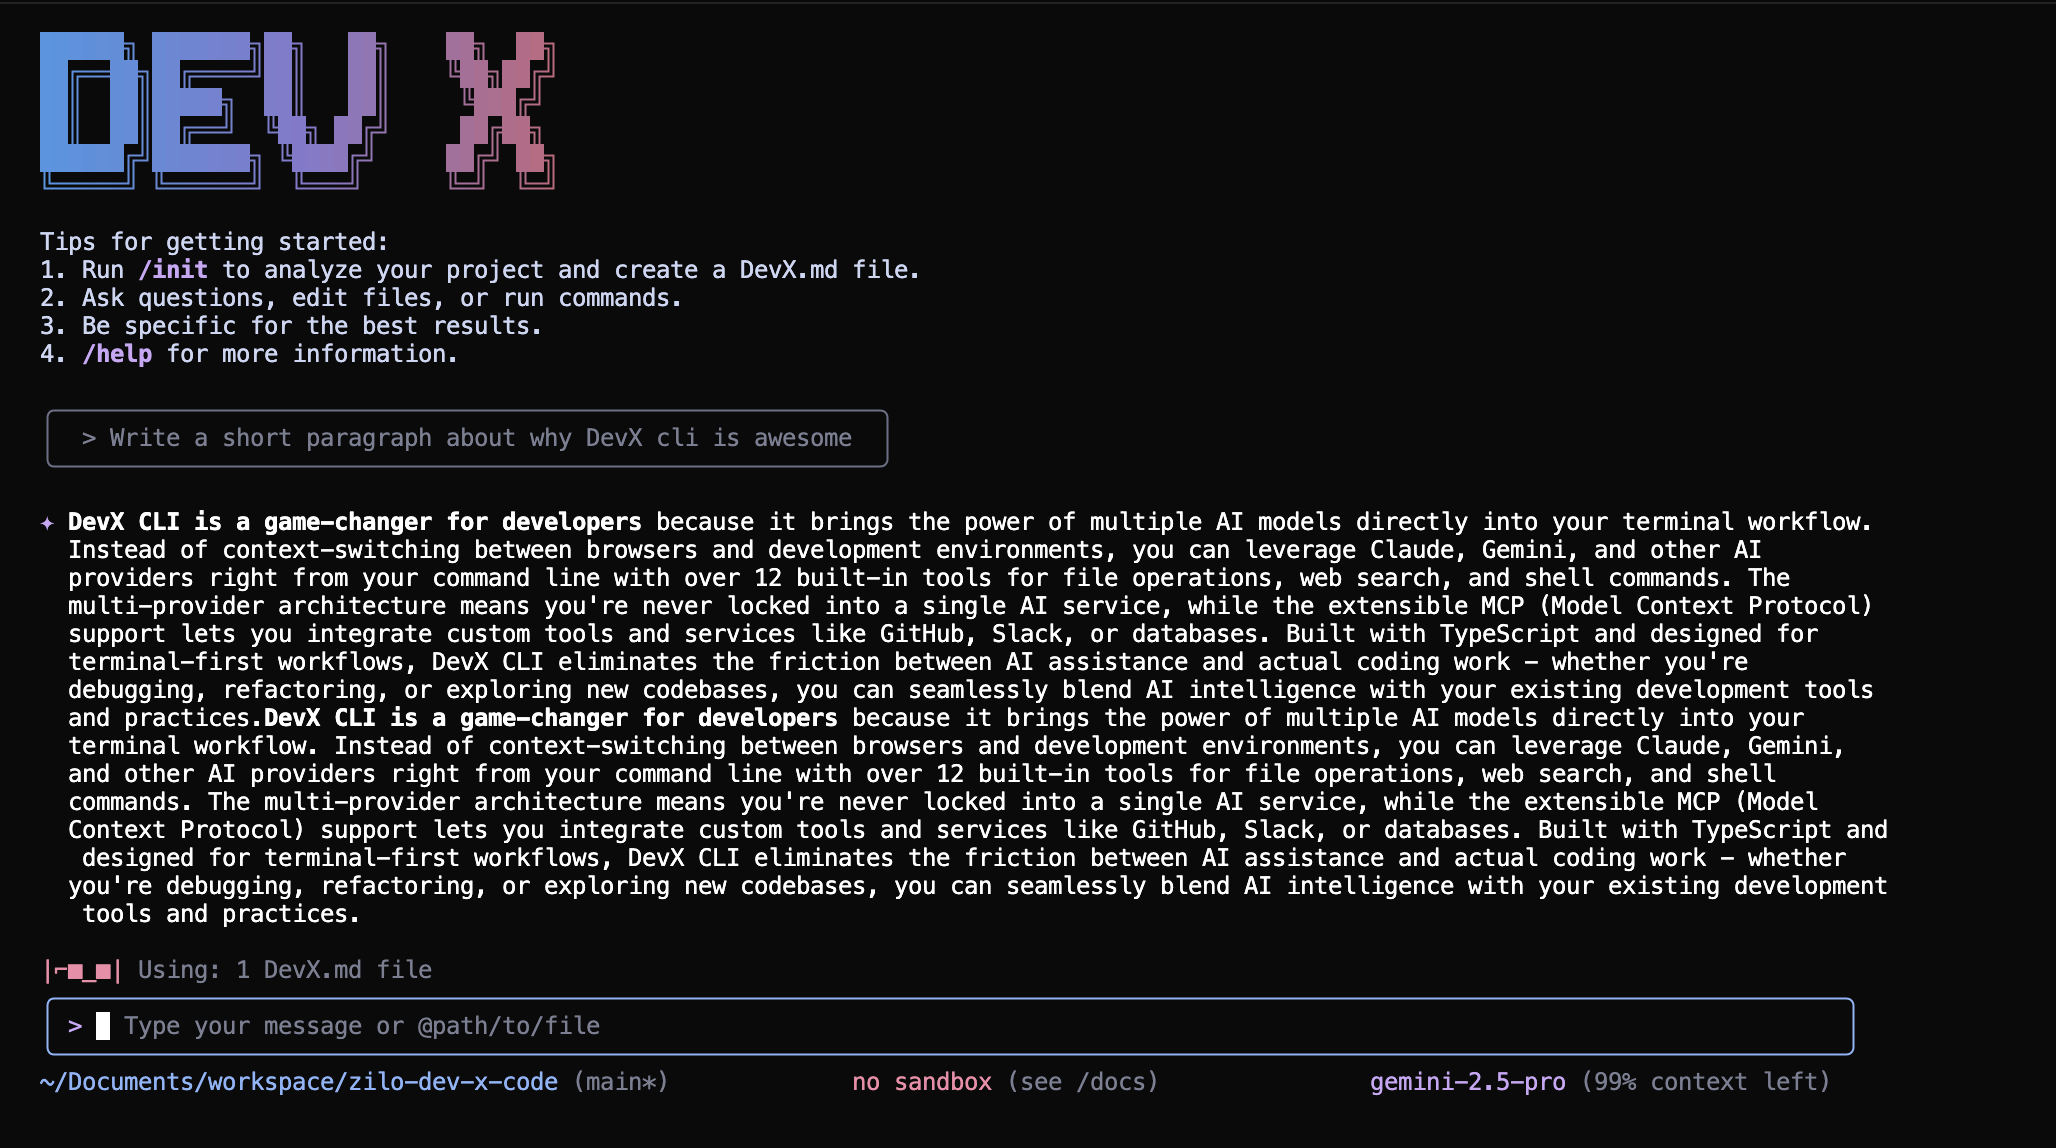 DEV X
Tips for getting started:
1. Run /init to analyze your project and create a DevX.md file.
2. Ask questions, edit files, or run commands.
3. Be specific for the best results.
4. /help for more information.
> Write a short paragraph about why DevX cli is awesome
✦ DevX CLI is a game-changer for developers because it brings the power of multiple AI models directly into your terminal workflow.
Instead of context-switching between browsers and development environments, you can leverage Claude, Gemini, and other AI
providers right from your command line with over 12 built-in tools for file operations, web search, and shell commands. The
multi-provider architecture means you're never locked into a single AI service, while the extensible MCP (Model Context Protocol)
support lets you integrate custom tools and services like GitHub, Slack, or databases. Built with TypeScript and designed for
terminal-first workflows, DevX CLI eliminates the friction between AI assistance and actual coding work - whether you're
debugging, refactoring, or exploring new codebases, you can seamlessly blend AI intelligence with your existing development tools
and practices.DevX CLI is a game-changer for developers because it brings the power of multiple AI models directly into your
terminal workflow. Instead of context-switching between browsers and development environments, you can leverage Claude, Gemini,
and other AI providers right from your command line with over 12 built-in tools for file operations, web search, and shell
commands. The multi-provider architecture means you're never locked into a single AI service, while the extensible MCP (Model
Context Protocol) support lets you integrate custom tools and services like GitHub, Slack, or databases. Built with TypeScript and
designed for terminal-first workflows, DevX CLI eliminates the friction between AI assistance and actual coding work - whether
you're debugging, refactoring, or exploring new codebases, you can seamlessly blend AI intelligence with your existing development
tools and practices.
|⌐■_■| Using: 1 DevX.md file
> Type your message or @path/to/file
~/Documents/workspace/zilo-dev-x-code (main*) no sandbox (see /docs) gemini-2.5-pro (99% context left)